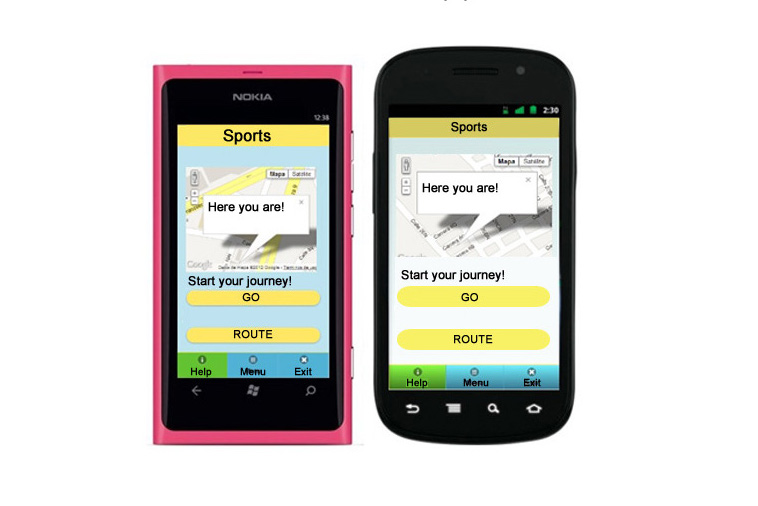 NOKIA
12:38
Sports
Mapa
Satélite
Here you are!
Google
Start your journey!
GO
ROUTE
Help
Menu
Exit
2:30
Sports
Mapa
Satélite
Here you are!
Start your journey!
GO
ROUTE
Help
Menu
Exit